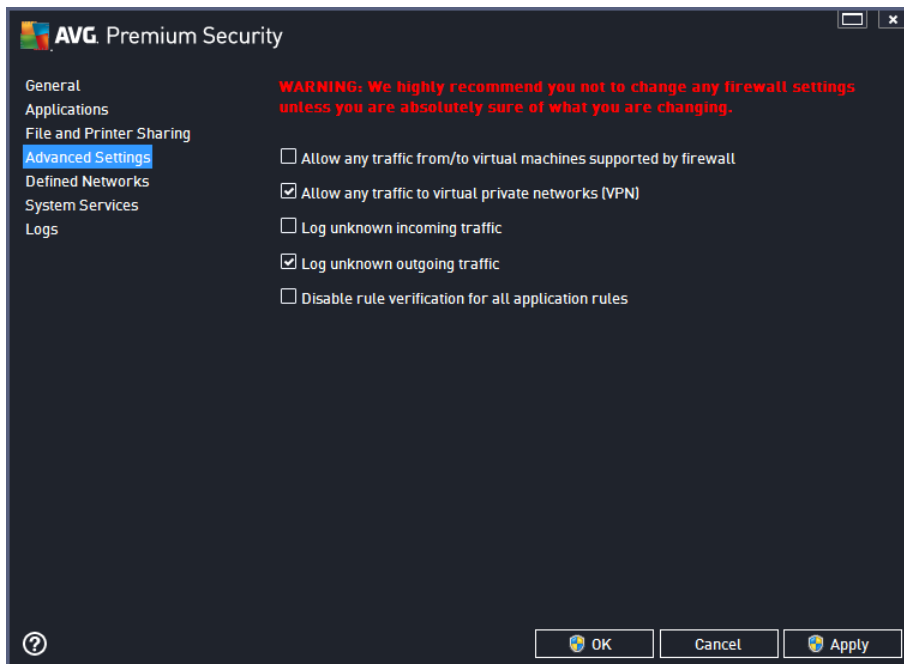 AVG. Premium Security
General
Applications
File and Printer Sharing
Advanced Settings
Defined Networks
System Services
Logs
WARNING: We highly recommend you not to change any firewall settings
unless you are absolutely sure of what you are changing.
Allow any traffic from/to virtual machines supported by firewall
Allow any traffic to virtual private networks (VPN)
Log unknown incoming traffic
Log unknown outgoing traffic
Disable rule verification for all application rules
OK
Cancel
Apply